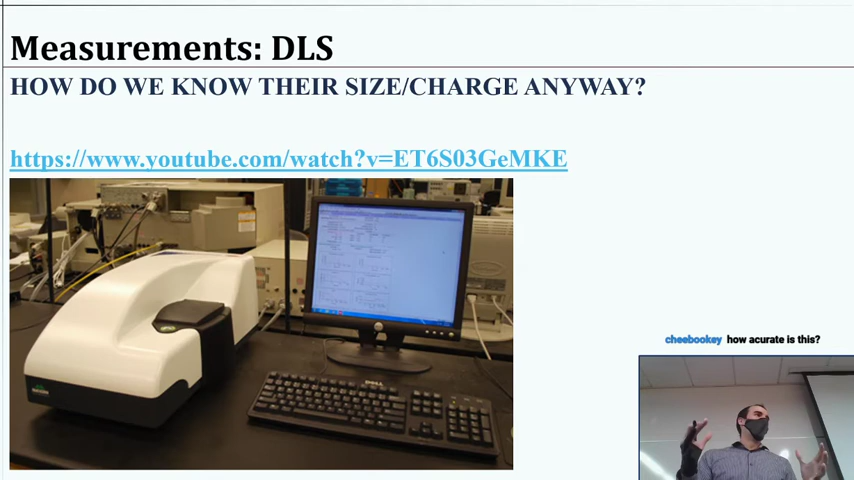 Measurements: DLS
HOW DO WE KNOW THEIR SIZE/CHARGE ANYWAY?
https://www.youtube.com/watch?v=ET6S03GeMKE
DELL
cheebookey how acurate is this?